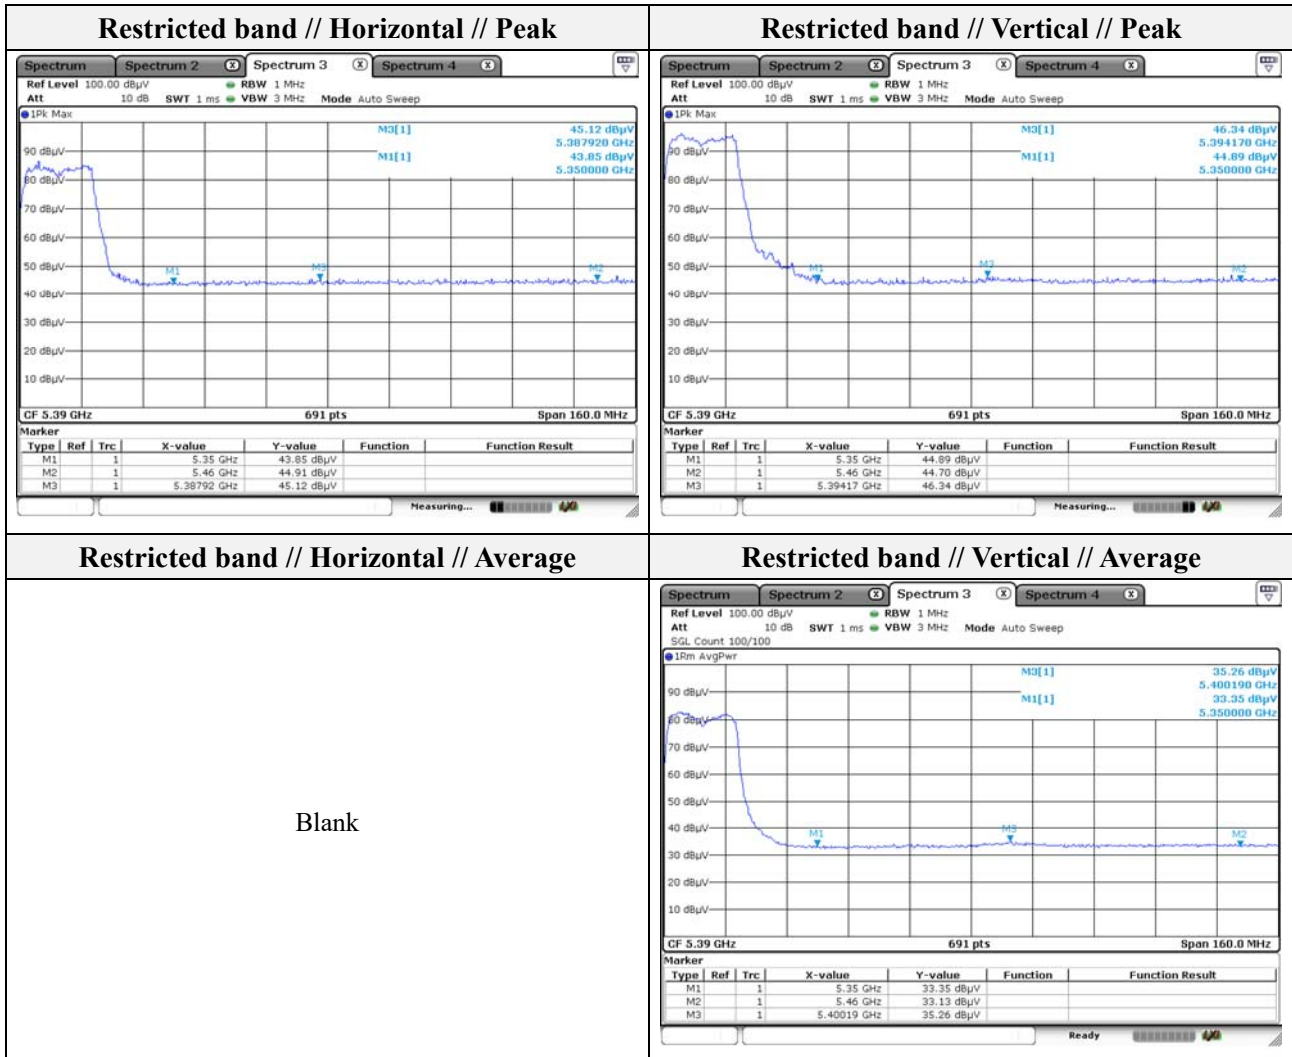 Restricted band // Horizontal // Peak
Spectrum Spectrum 2 Spectrum 3 Spectrum 4
Ref Level 100.00 dBµV RBW 1 MHz
Att 10 dB SWT 1 ms VBW 3 MHz Mode Auto Sweep
1Pk Max
M3[1] 45.12 dBµV
5.387920 GHz
90 dBµV
M1[1] 43.85 dBµV
5.350000 GHz
80 dBµV
70 dBµV
60 dBµV
50 dBµV
M1 M3 M2
40 dBµV
30 dBµV
20 dBµV
10 dBµV
CF 5.39 GHz 691 pts Span 160.0 MHz
Marker
Type Ref Trc X-value Y-value Function Function Result
M1 1 5.35 GHz 43.85 dBµV
M2 1 5.46 GHz 44.91 dBµV
M3 1 5.38792 GHz 45.12 dBµV
Measuring...
Restricted band // Vertical // Peak
Spectrum Spectrum 2 Spectrum 3 Spectrum 4
Ref Level 100.00 dBµV RBW 1 MHz
Att 10 dB SWT 1 ms VBW 3 MHz Mode Auto Sweep
1Pk Max
M3[1] 46.34 dBµV
5.394170 GHz
90 dBµV
M1[1] 44.89 dBµV
5.350000 GHz
80 dBµV
70 dBµV
60 dBµV
50 dBµV
M1 M3 M2
40 dBµV
30 dBµV
20 dBµV
10 dBµV
CF 5.39 GHz 691 pts Span 160.0 MHz
Marker
Type Ref Trc X-value Y-value Function Function Result
M1 1 5.35 GHz 44.89 dBµV
M2 1 5.46 GHz 44.70 dBµV
M3 1 5.39417 GHz 46.34 dBµV
Measuring...
Restricted band // Horizontal // Average
Blank
Restricted band // Vertical // Average
Spectrum Spectrum 2 Spectrum 3 Spectrum 4
Ref Level 100.00 dBµV RBW 1 MHz
Att 10 dB SWT 1 ms VBW 3 MHz Mode Auto Sweep
SGL Count 100/100
1Rm AvgPwr
M3[1] 35.26 dBµV
5.400190 GHz
90 dBµV
M1[1] 33.35 dBµV
5.350000 GHz
80 dBµV
70 dBµV
60 dBµV
50 dBµV
40 dBµV
M1 M3 M2
30 dBµV
20 dBµV
10 dBµV
CF 5.39 GHz 691 pts Span 160.0 MHz
Marker
Type Ref Trc X-value Y-value Function Function Result
M1 1 5.35 GHz 33.35 dBµV
M2 1 5.46 GHz 33.13 dBµV
M3 1 5.40019 GHz 35.26 dBµV
Ready